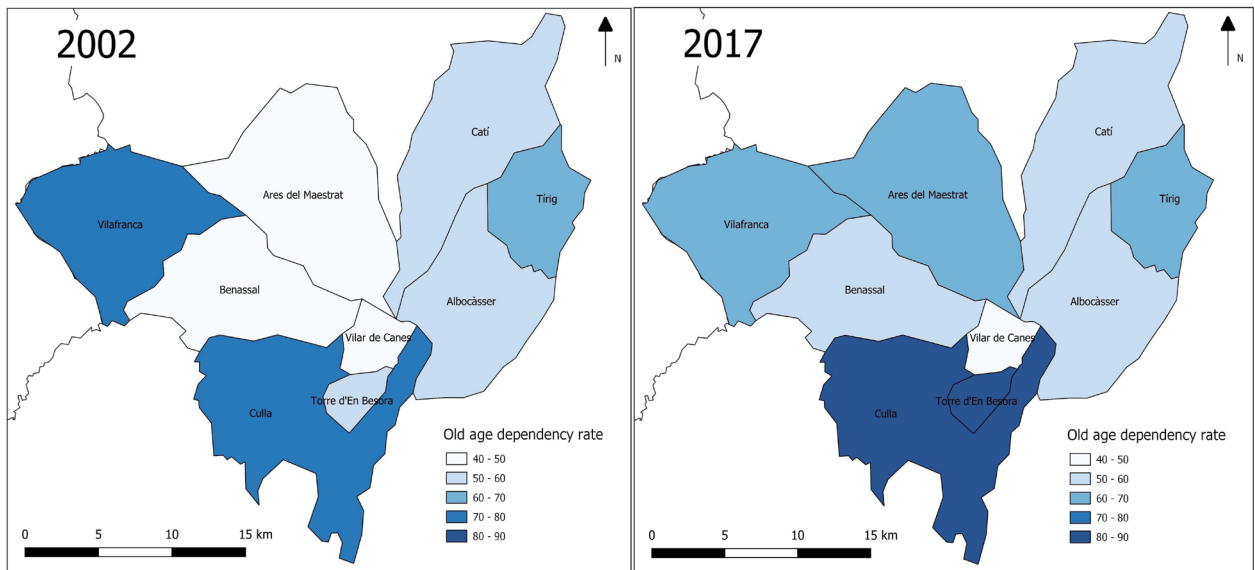 2002
N
Catí
Tírig
Ares del Maestrat
Vilafranca
Benassal
Albocàsser
Vilar de Canes
Torre d'En Besora
Culla
Old age dependency rate
40 - 50
50 - 60
60 - 70
70 - 80
80 - 90
0 5 10 15 km
2017
N
Catí
Tírig
Ares del Maestrat
Vilafranca
Benassal
Albocàsser
Vilar de Canes
Torre d'En Besora
Culla
Old age dependency rate
40 - 50
50 - 60
60 - 70
70 - 80
80 - 90
0 5 10 15 km